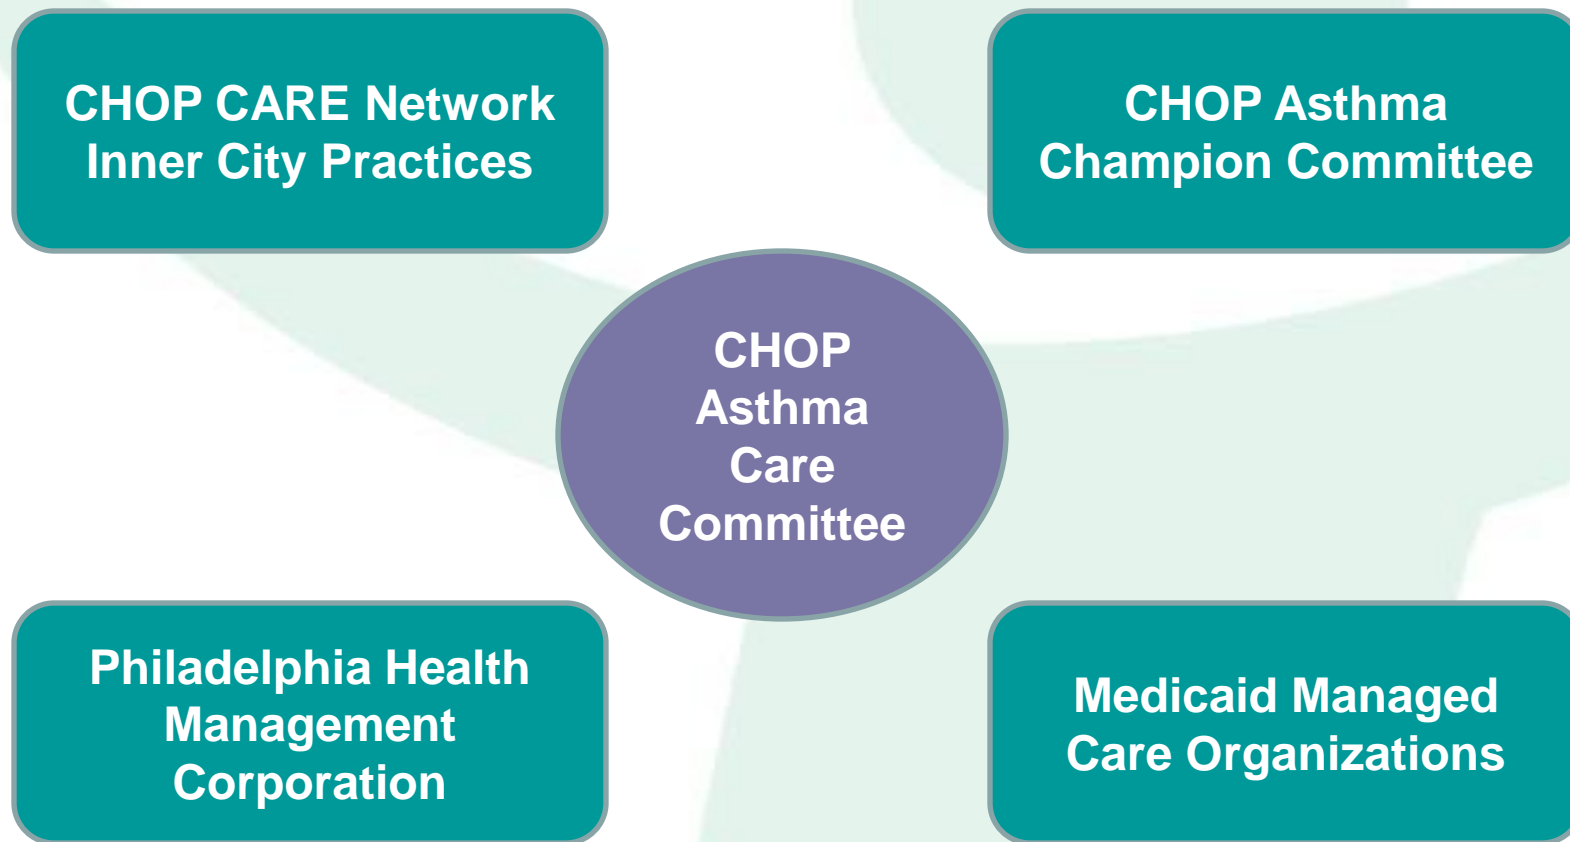 CHOP CARE Network
Inner City Practices
CHOP Asthma
Champion Committee
CHOP
Asthma
Care
Committee
Philadelphia Health
Management
Corporation
Medicaid Managed
Care Organizations